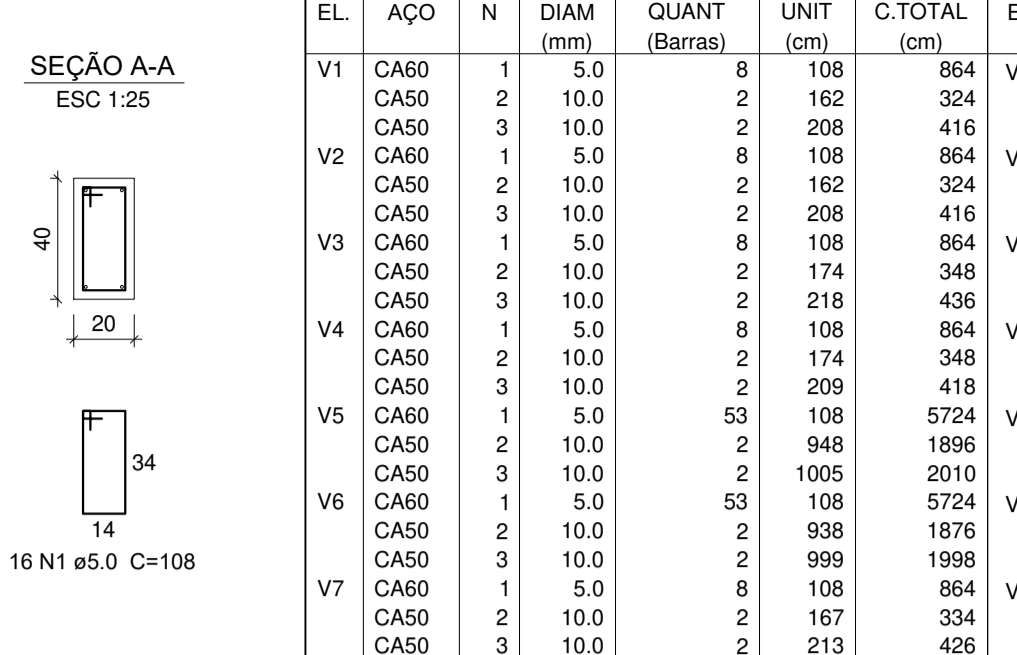 SEÇÃO A-A
ESC 1:25
40
20
34
14
16 N1 ø5.0 C=108
EL. AÇO N DIAM QUANT UNIT C.TOTAL E
(mm) (Barras) (cm) (cm)
V1 CA60 1 5.0 8 108 864 V
CA50 2 10.0 2 162 324
CA50 3 10.0 2 208 416
V2 CA60 1 5.0 8 108 864 V
CA50 2 10.0 2 162 324
CA50 3 10.0 2 208 416
V3 CA60 1 5.0 8 108 864 V
CA50 2 10.0 2 174 348
CA50 3 10.0 2 218 436
V4 CA60 1 5.0 8 108 864 V
CA50 2 10.0 2 174 348
CA50 3 10.0 2 209 418
V5 CA60 1 5.0 53 108 5724 V
CA50 2 10.0 2 948 1896
CA50 3 10.0 2 1005 2010
V6 CA60 1 5.0 53 108 5724 V
CA50 2 10.0 2 938 1876
CA50 3 10.0 2 999 1998
V7 CA60 1 5.0 8 108 864 V
CA50 2 10.0 2 167 334
CA50 3 10.0 2 213 426